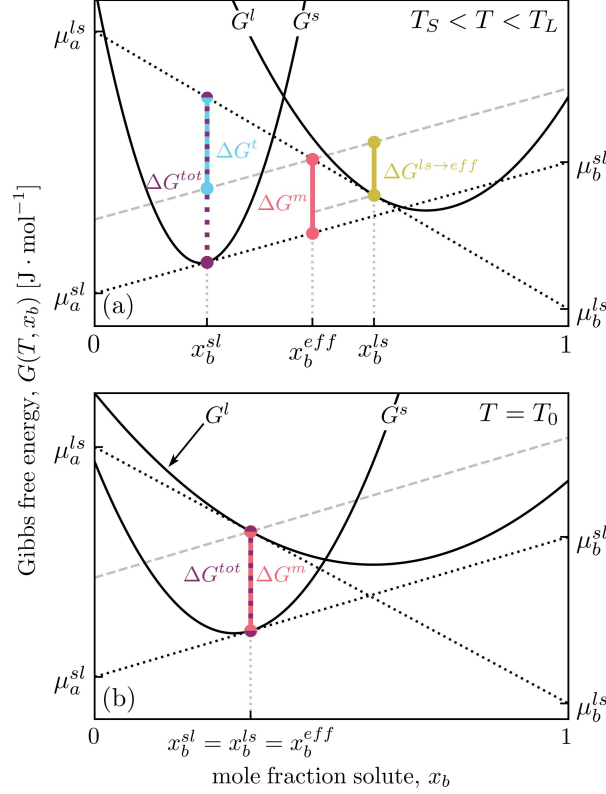 G^l
G^s
T_S < T < T_L
μ_a^{ls}
ΔG^t
ΔG^{tot}
ΔG^{ls→eff}
ΔG^m
μ_b^{sl}
μ_a^{sl}
(a)
μ_b^{ls}
0
x_b^{sl}
x_b^{eff}
x_b^{ls}
1
Gibbs free energy, G(T, x_b) [J · mol^{−1}]
G^l
G^s
T = T_0
μ_a^{ls}
μ_b^{sl}
ΔG^{tot}
ΔG^m
μ_a^{sl}
(b)
μ_b^{ls}
0
1
x_b^{sl} = x_b^{ls} = x_b^{eff}
mole fraction solute, x_b